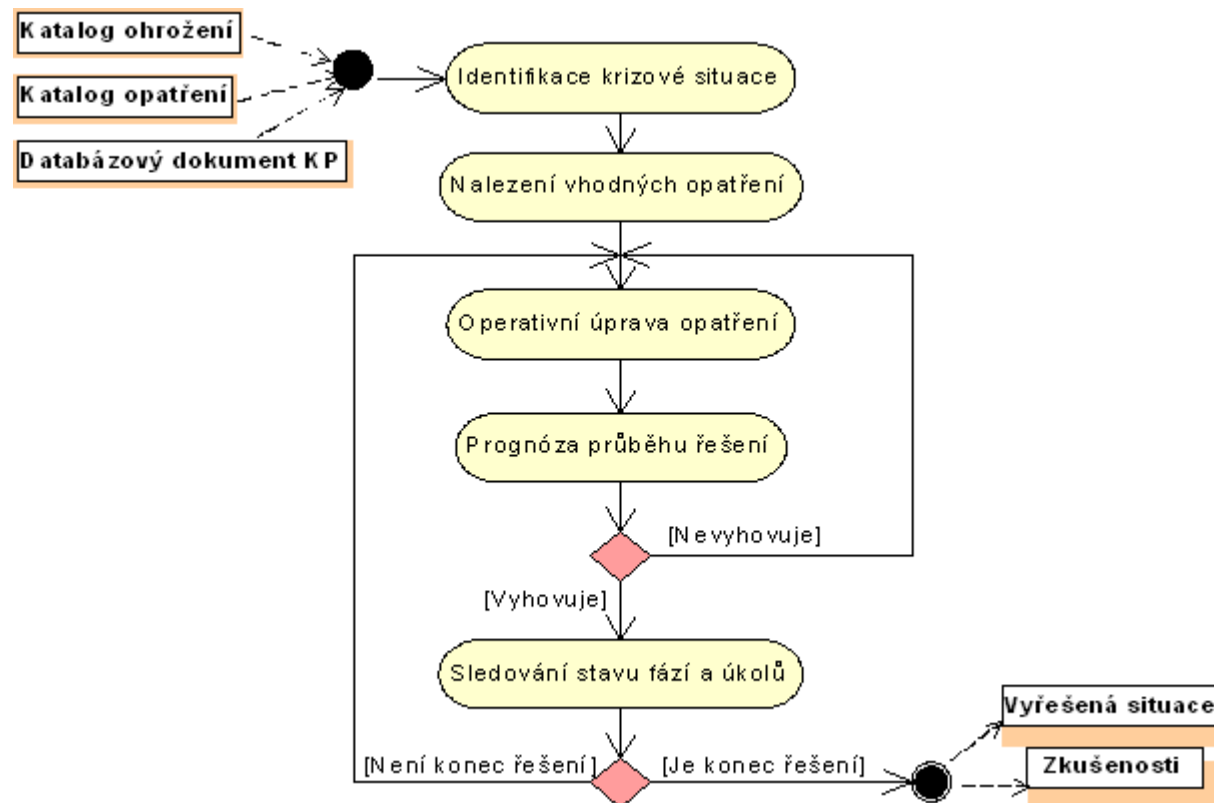 Katalog ohrožení
Katalog opatření
Databázový dokument KP
Identifikace krizové situace
Nalezení vhodných opatření
Operativní úprava opatření
Prognóza průběhu řešení
[Nevyhovuje]
[Vyhovuje]
Sledování stavu fází a úkolů
[Není konec řešení]
[Je konec řešení]
Vyřešená situace
Zkušenosti